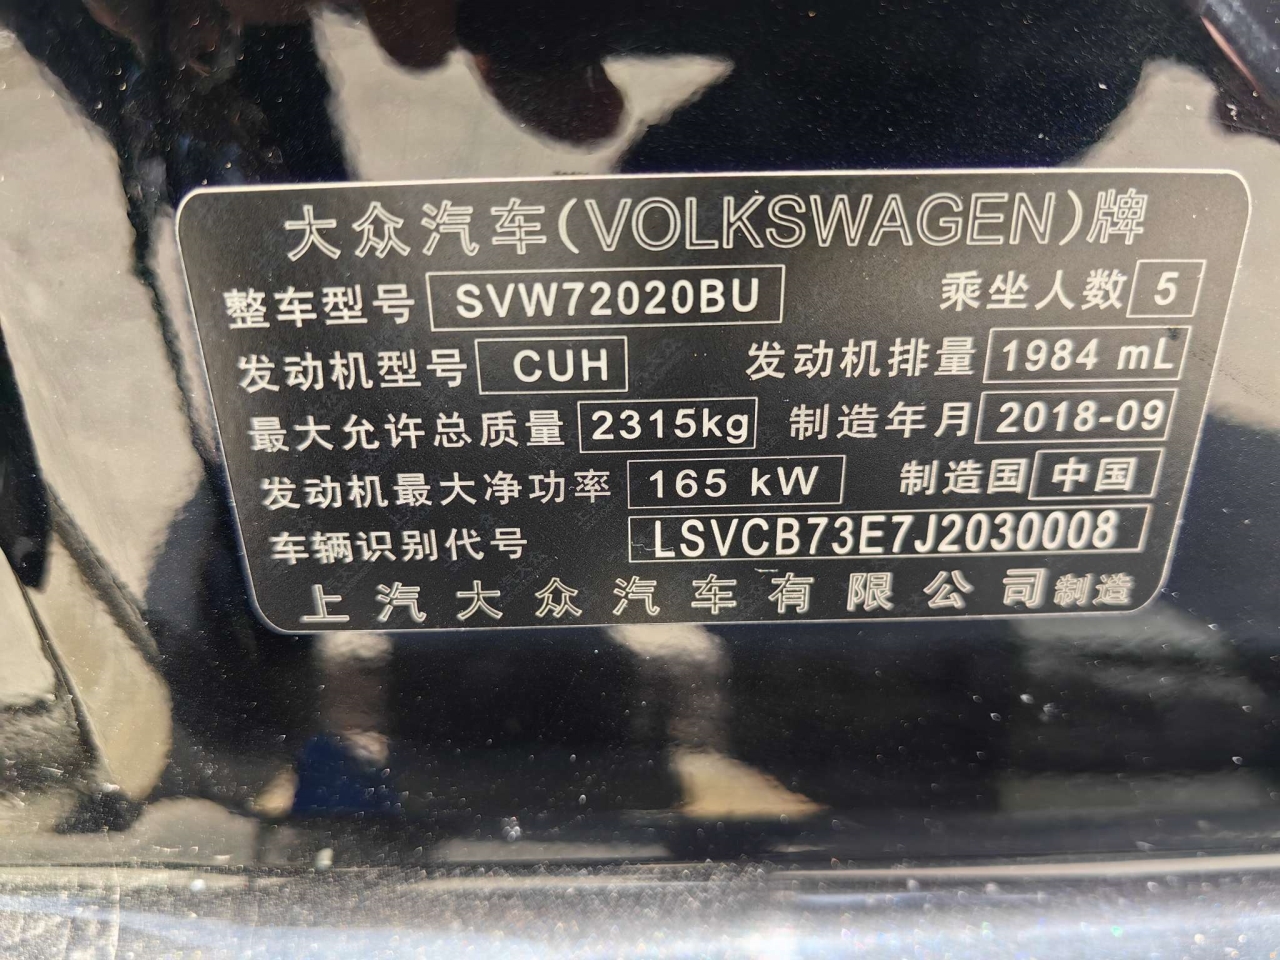 大众汽车(VOLKSWAGEN)牌
整车型号 SVW72020BU 乘坐人数 5
发动机型号 CUH 发动机排量 1984 mL
最大允许总质量 2315kg 制造年月 2018-09
发动机最大净功率 165 kW 制造国 中国
车辆识别代号 LSVCB73E7J2030008
上汽大众汽车有限公司制造